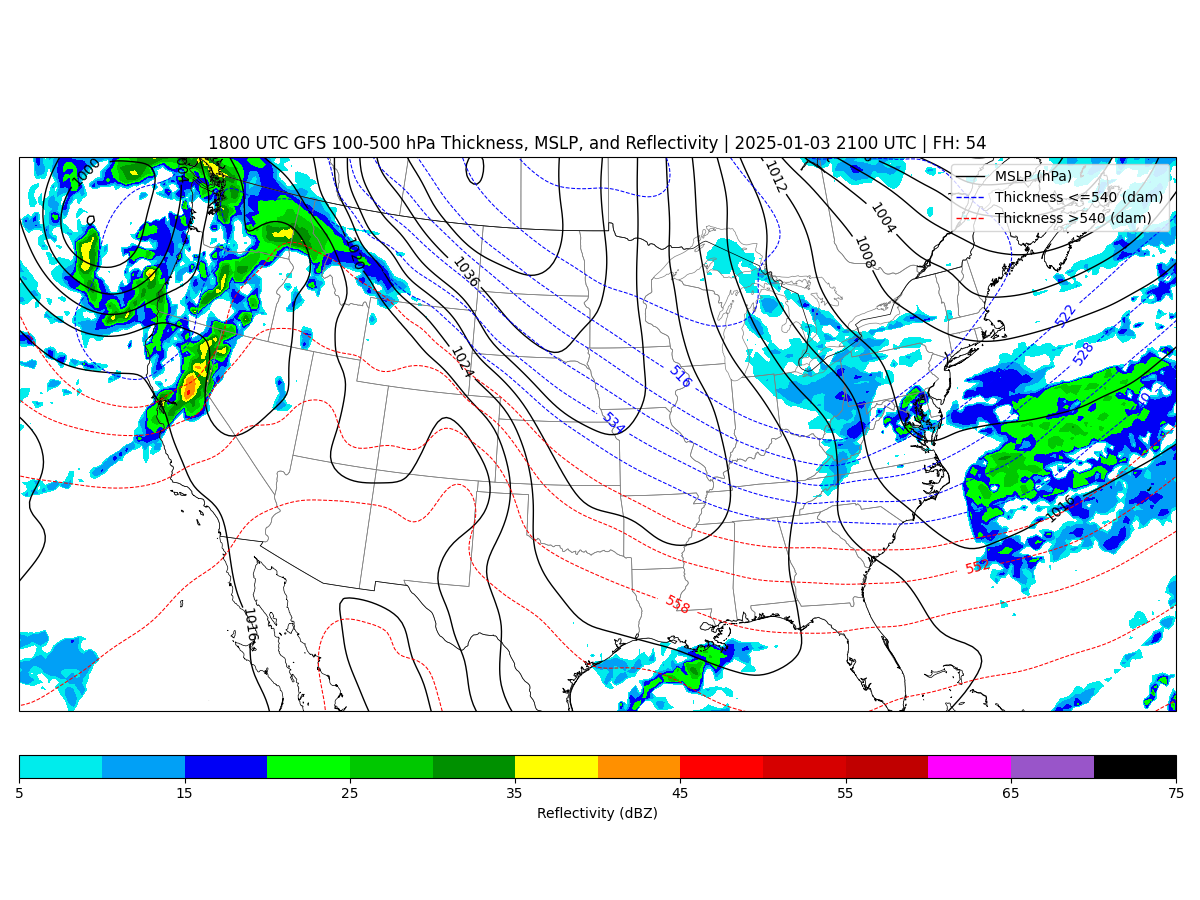 1800 UTC GFS 100-500 hPa Thickness, MSLP, and Reflectivity | 2025-01-03 2100 UTC | FH: 54
MSLP (hPa)
Thickness <=540 (dam)
Thickness >540 (dam)
1000
1012
1004
1008
1036
1024
522
528
516
534
1016
552
558
1016
5 15 25 35 45 55 65 75
Reflectivity (dBZ)